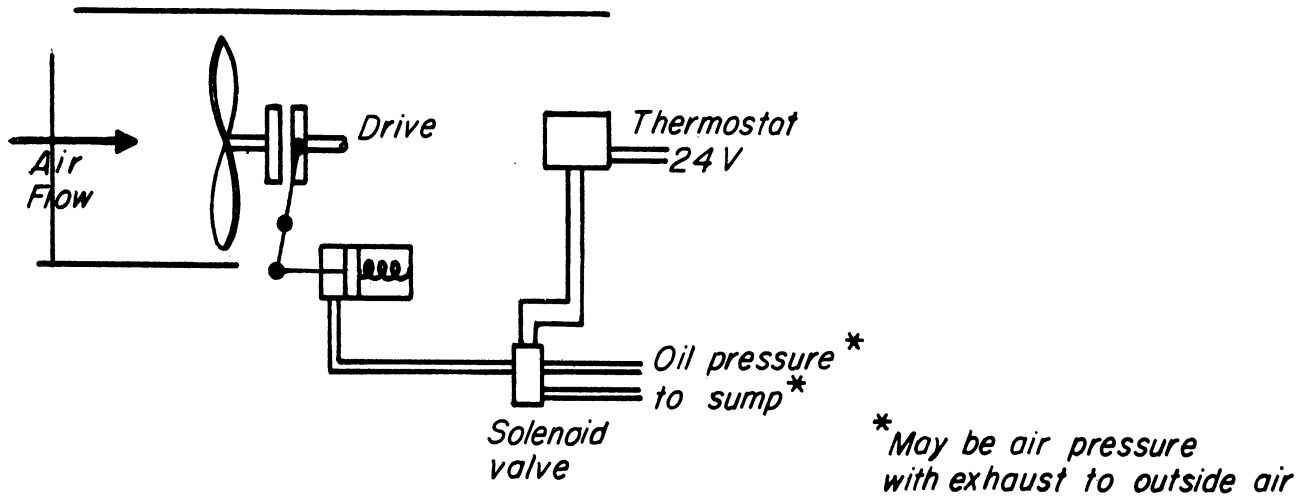 Drive
Air
Flow
Thermostat
24V
Oil pressure*
to sump*
Solenoid
valve
*May be air pressure
with exhaust to outside air